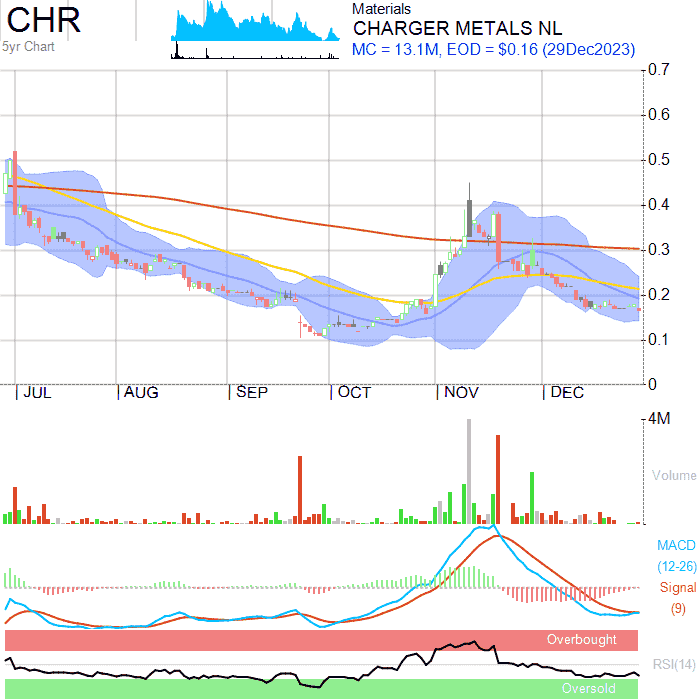 CHR
5yr Chart
Materials
CHARGER METALS NL
MC = 13.1M, EOD = $0.16 (29Dec2023)
0.7
0.6
0.5
0.4
0.3
0.2
0.1
0
JUL AUG SEP OCT NOV DEC
4M
Volume
MACD
(12-26)
Signal
(9)
Overbought
RSI(14)
Oversold